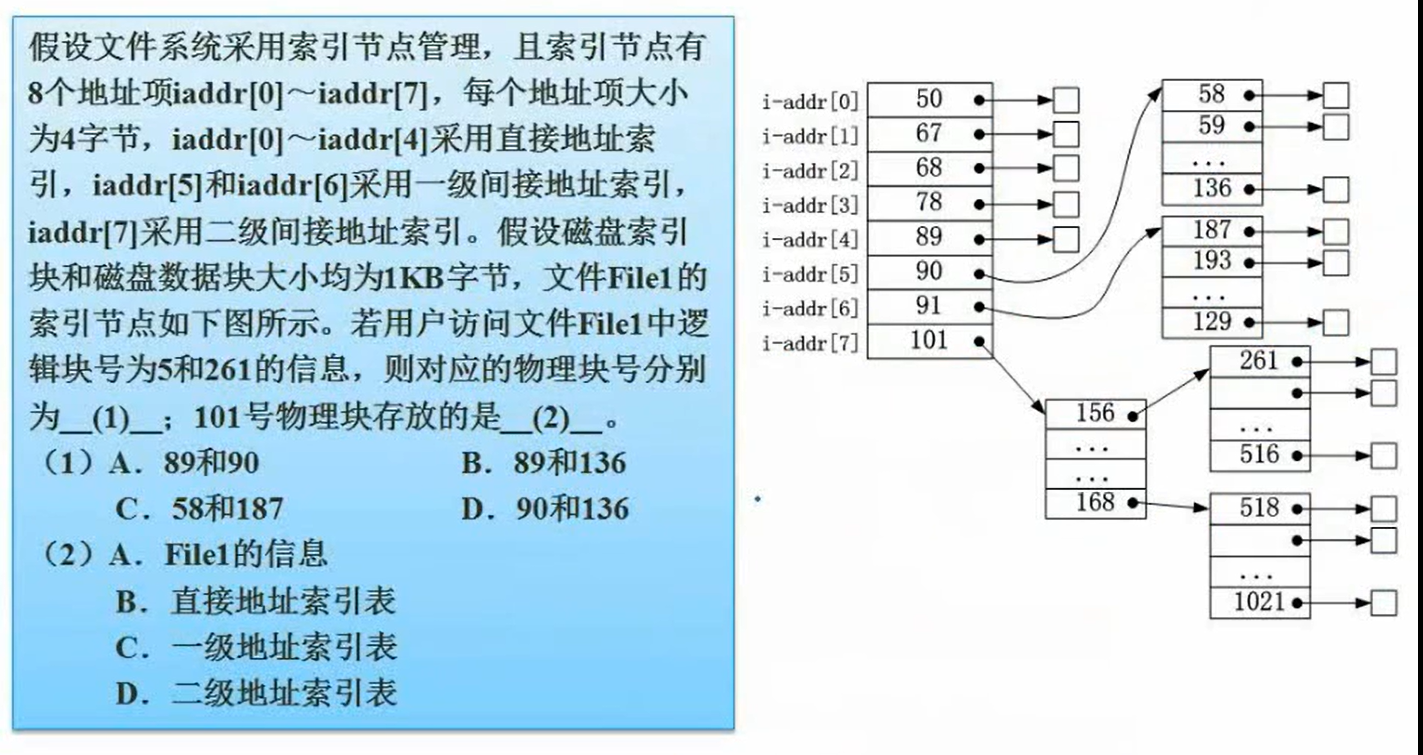 假设文件系统采用索引节点管理，且索引节点有
8个地址项iaddr[0]～iaddr[7]，每个地址项大小
为4字节，iaddr[0]～iaddr[4]采用直接地址索
引，iaddr[5]和iaddr[6]采用一级间接地址索引，
iaddr[7]采用二级间接地址索引。假设磁盘索引
块和磁盘数据块大小均为1KB字节，文件File1的
索引节点如下图所示。若用户访问文件File1中逻
辑块号为5和261的信息，则对应的物理块号分别
为__(1)__；101号物理块存放的是__(2)__。
（1）A．89和90 B．89和136
C．58和187 D．90和136
（2）A．File1的信息
B．直接地址索引表
C．一级地址索引表
D．二级地址索引表
i-addr[0] 50
i-addr[1] 67
i-addr[2] 68
i-addr[3] 78
i-addr[4] 89
i-addr[5] 90
i-addr[6] 91
i-addr[7] 101
58
59
...
136
187
193
...
129
156
...
...
168
261
...
516
518
...
1021